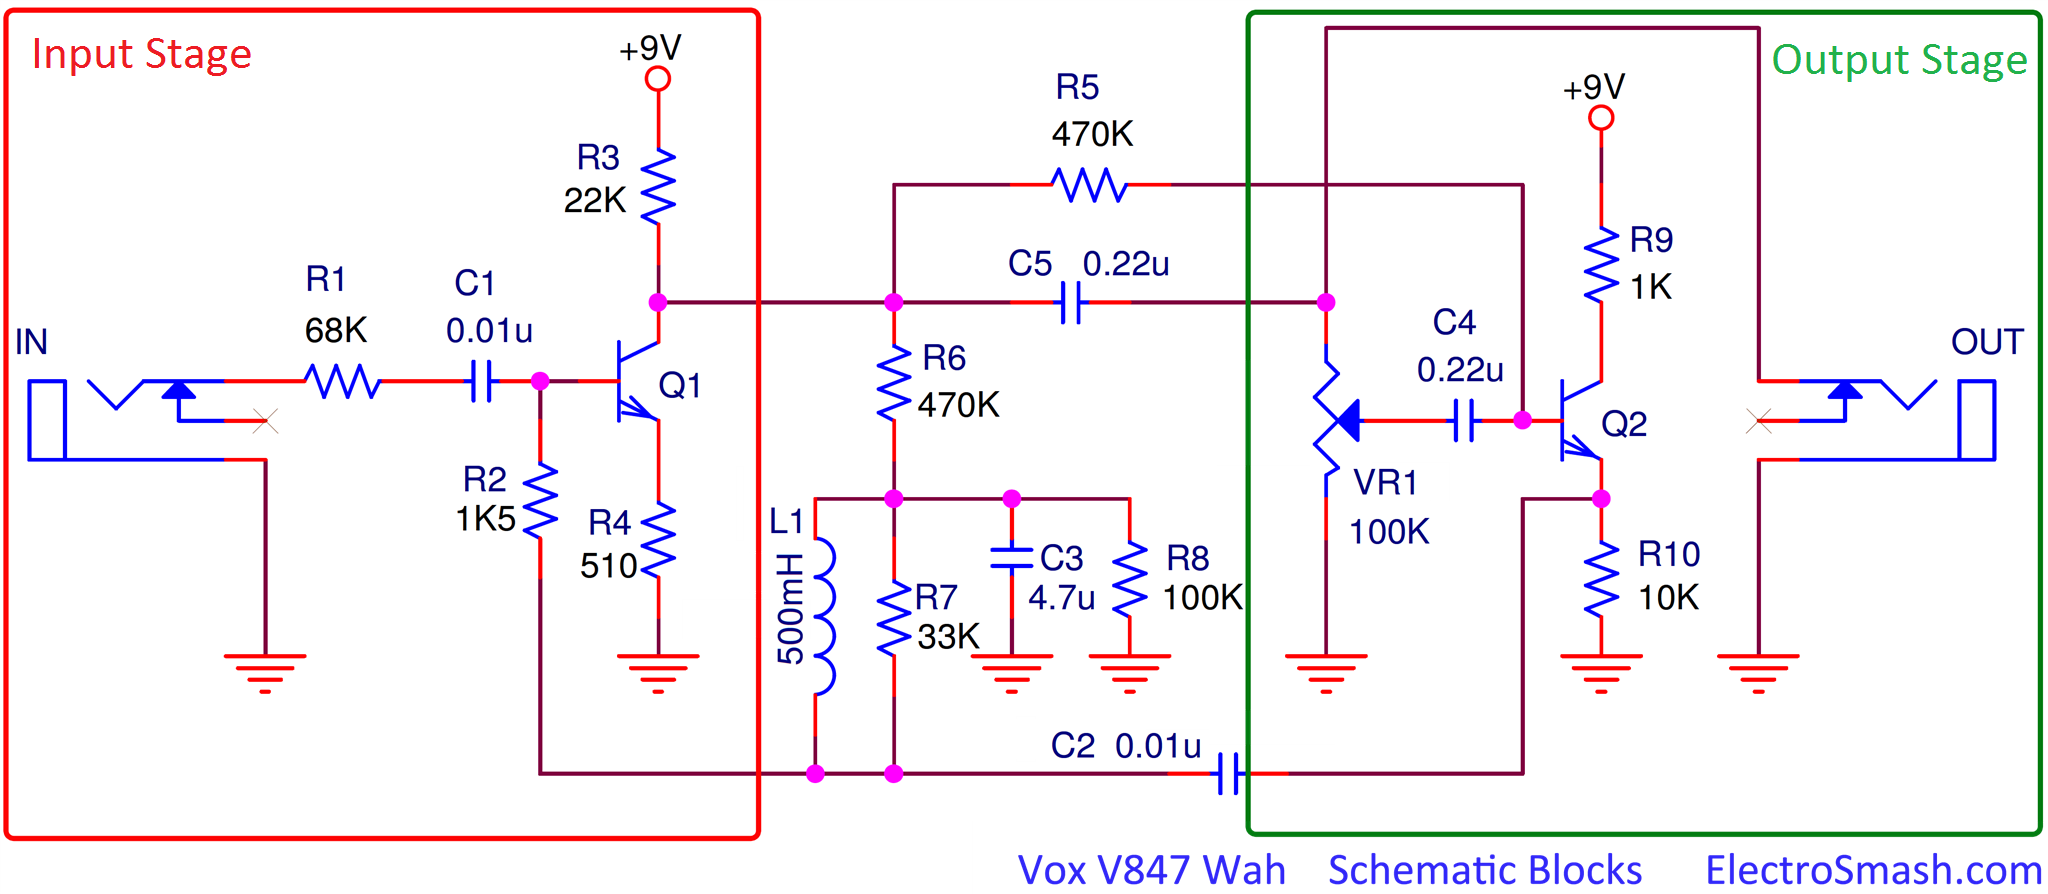 Input Stage
Output Stage
+9V
R3
22K
R1
68K
C1
0.01u
IN
Q1
R2
1K5
R4
510
R5
470K
C5 0.22u
R6
470K
L1
500mH
R7
33K
C3
4.7u
R8
100K
C2 0.01u
+9V
R9
1K
C4
0.22u
Q2
VR1
100K
R10
10K
OUT
Vox V847 Wah Schematic Blocks ElectroSmash.com